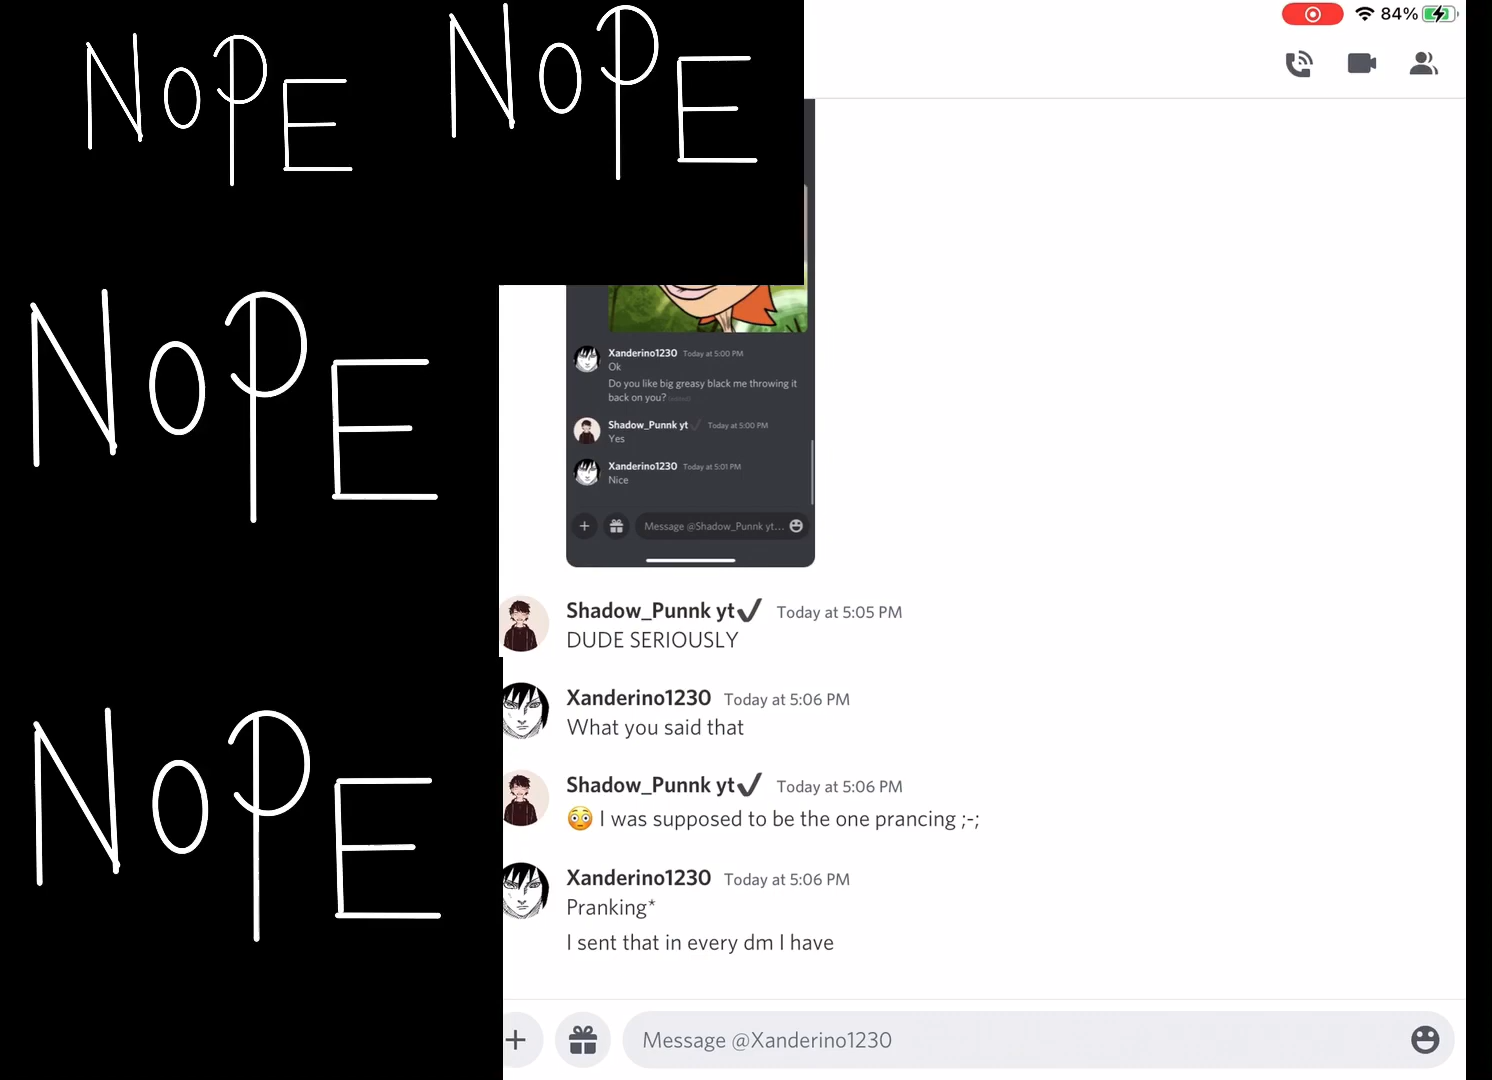 NOPE NOPE
84%
NOPE
Xanderino1230 Today at 5:00 PM
Ok
Do you like big greasy black me throwing it
back on you? (edited)
Shadow_Punnk yt Today at 5:00 PM
Yes
Xanderino1230 Today at 5:01 PM
Nice
Message @Shadow_Punnk yt...
Shadow_Punnk yt Today at 5:05 PM
DUDE SERIOUSLY
NOPE
Xanderino1230 Today at 5:06 PM
What you said that
Shadow_Punnk yt Today at 5:06 PM
😳 I was supposed to be the one prancing ;-;
Xanderino1230 Today at 5:06 PM
Pranking*
I sent that in every dm I have
Message @Xanderino1230